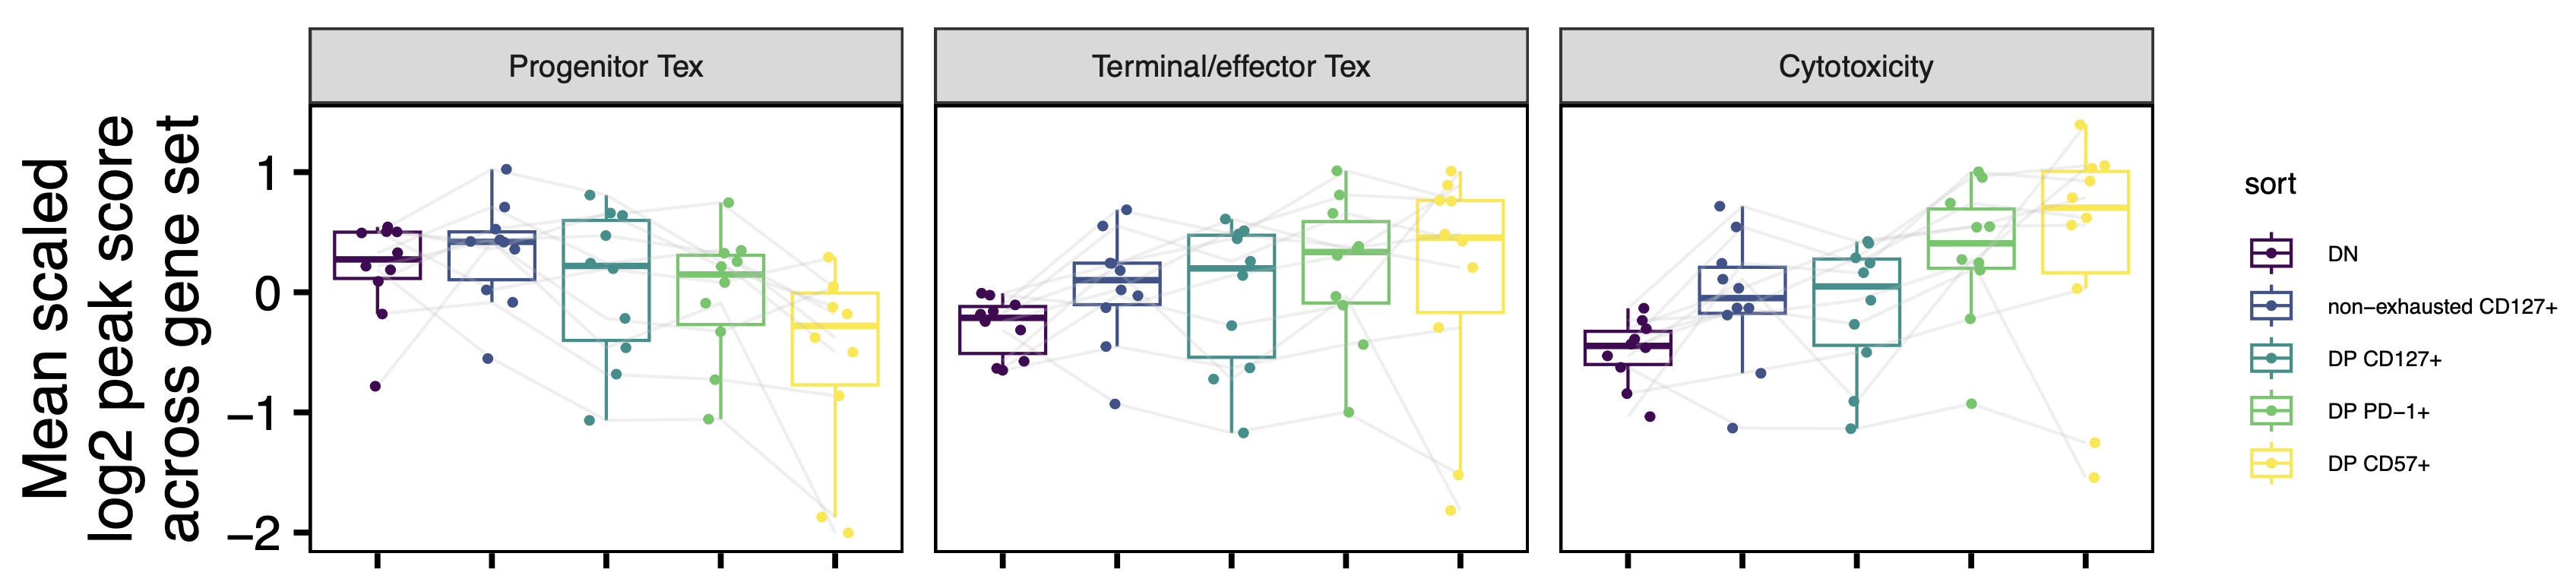 Mean scaled
log2 peak score
across gene set
Progenitor Tex
Terminal/effector Tex
Cytotoxicity
1
0
−1
−2
sort
DN
non−exhausted CD127+
DP CD127+
DP PD−1+
DP CD57+